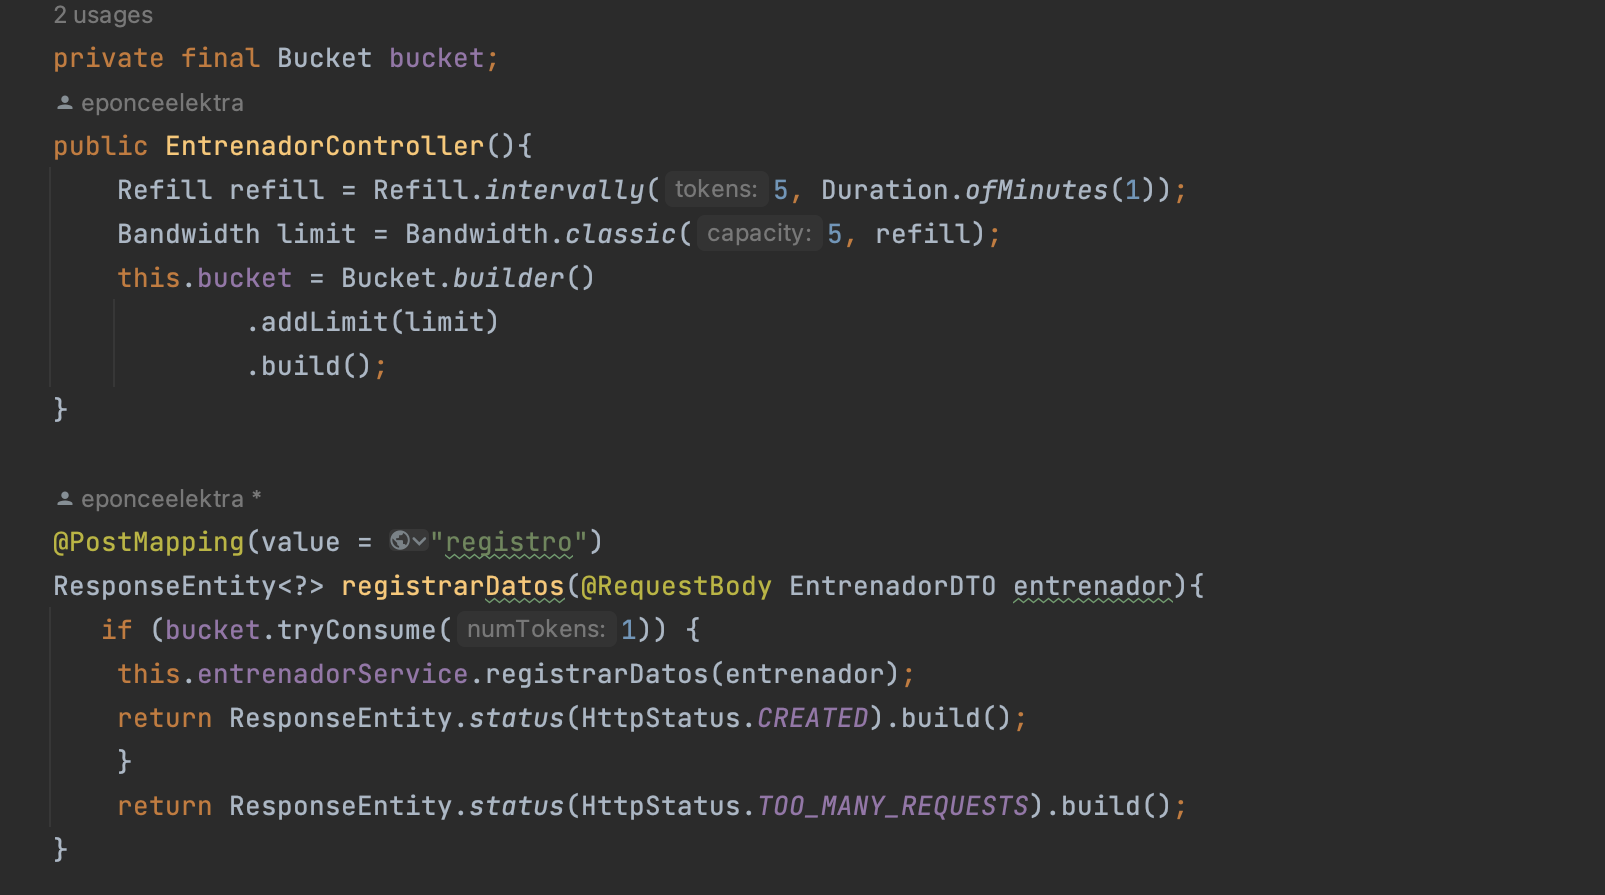 2 usages
private final Bucket bucket;
eponceelektra
public EntrenadorController(){
Refill refill = Refill.intervally( tokens: 5, Duration.ofMinutes(1));
Bandwidth limit = Bandwidth.classic( capacity: 5, refill);
this.bucket = Bucket.builder()
.addLimit(limit)
.build();
}
eponceelektra *
@PostMapping(value = "registro")
ResponseEntity<?> registrarDatos(@RequestBody EntrenadorDTO entrenador){
if (bucket.tryConsume( numTokens: 1)) {
this.entrenadorService.registrarDatos(entrenador);
return ResponseEntity.status(HttpStatus.CREATED).build();
}
return ResponseEntity.status(HttpStatus.TOO_MANY_REQUESTS).build();
}